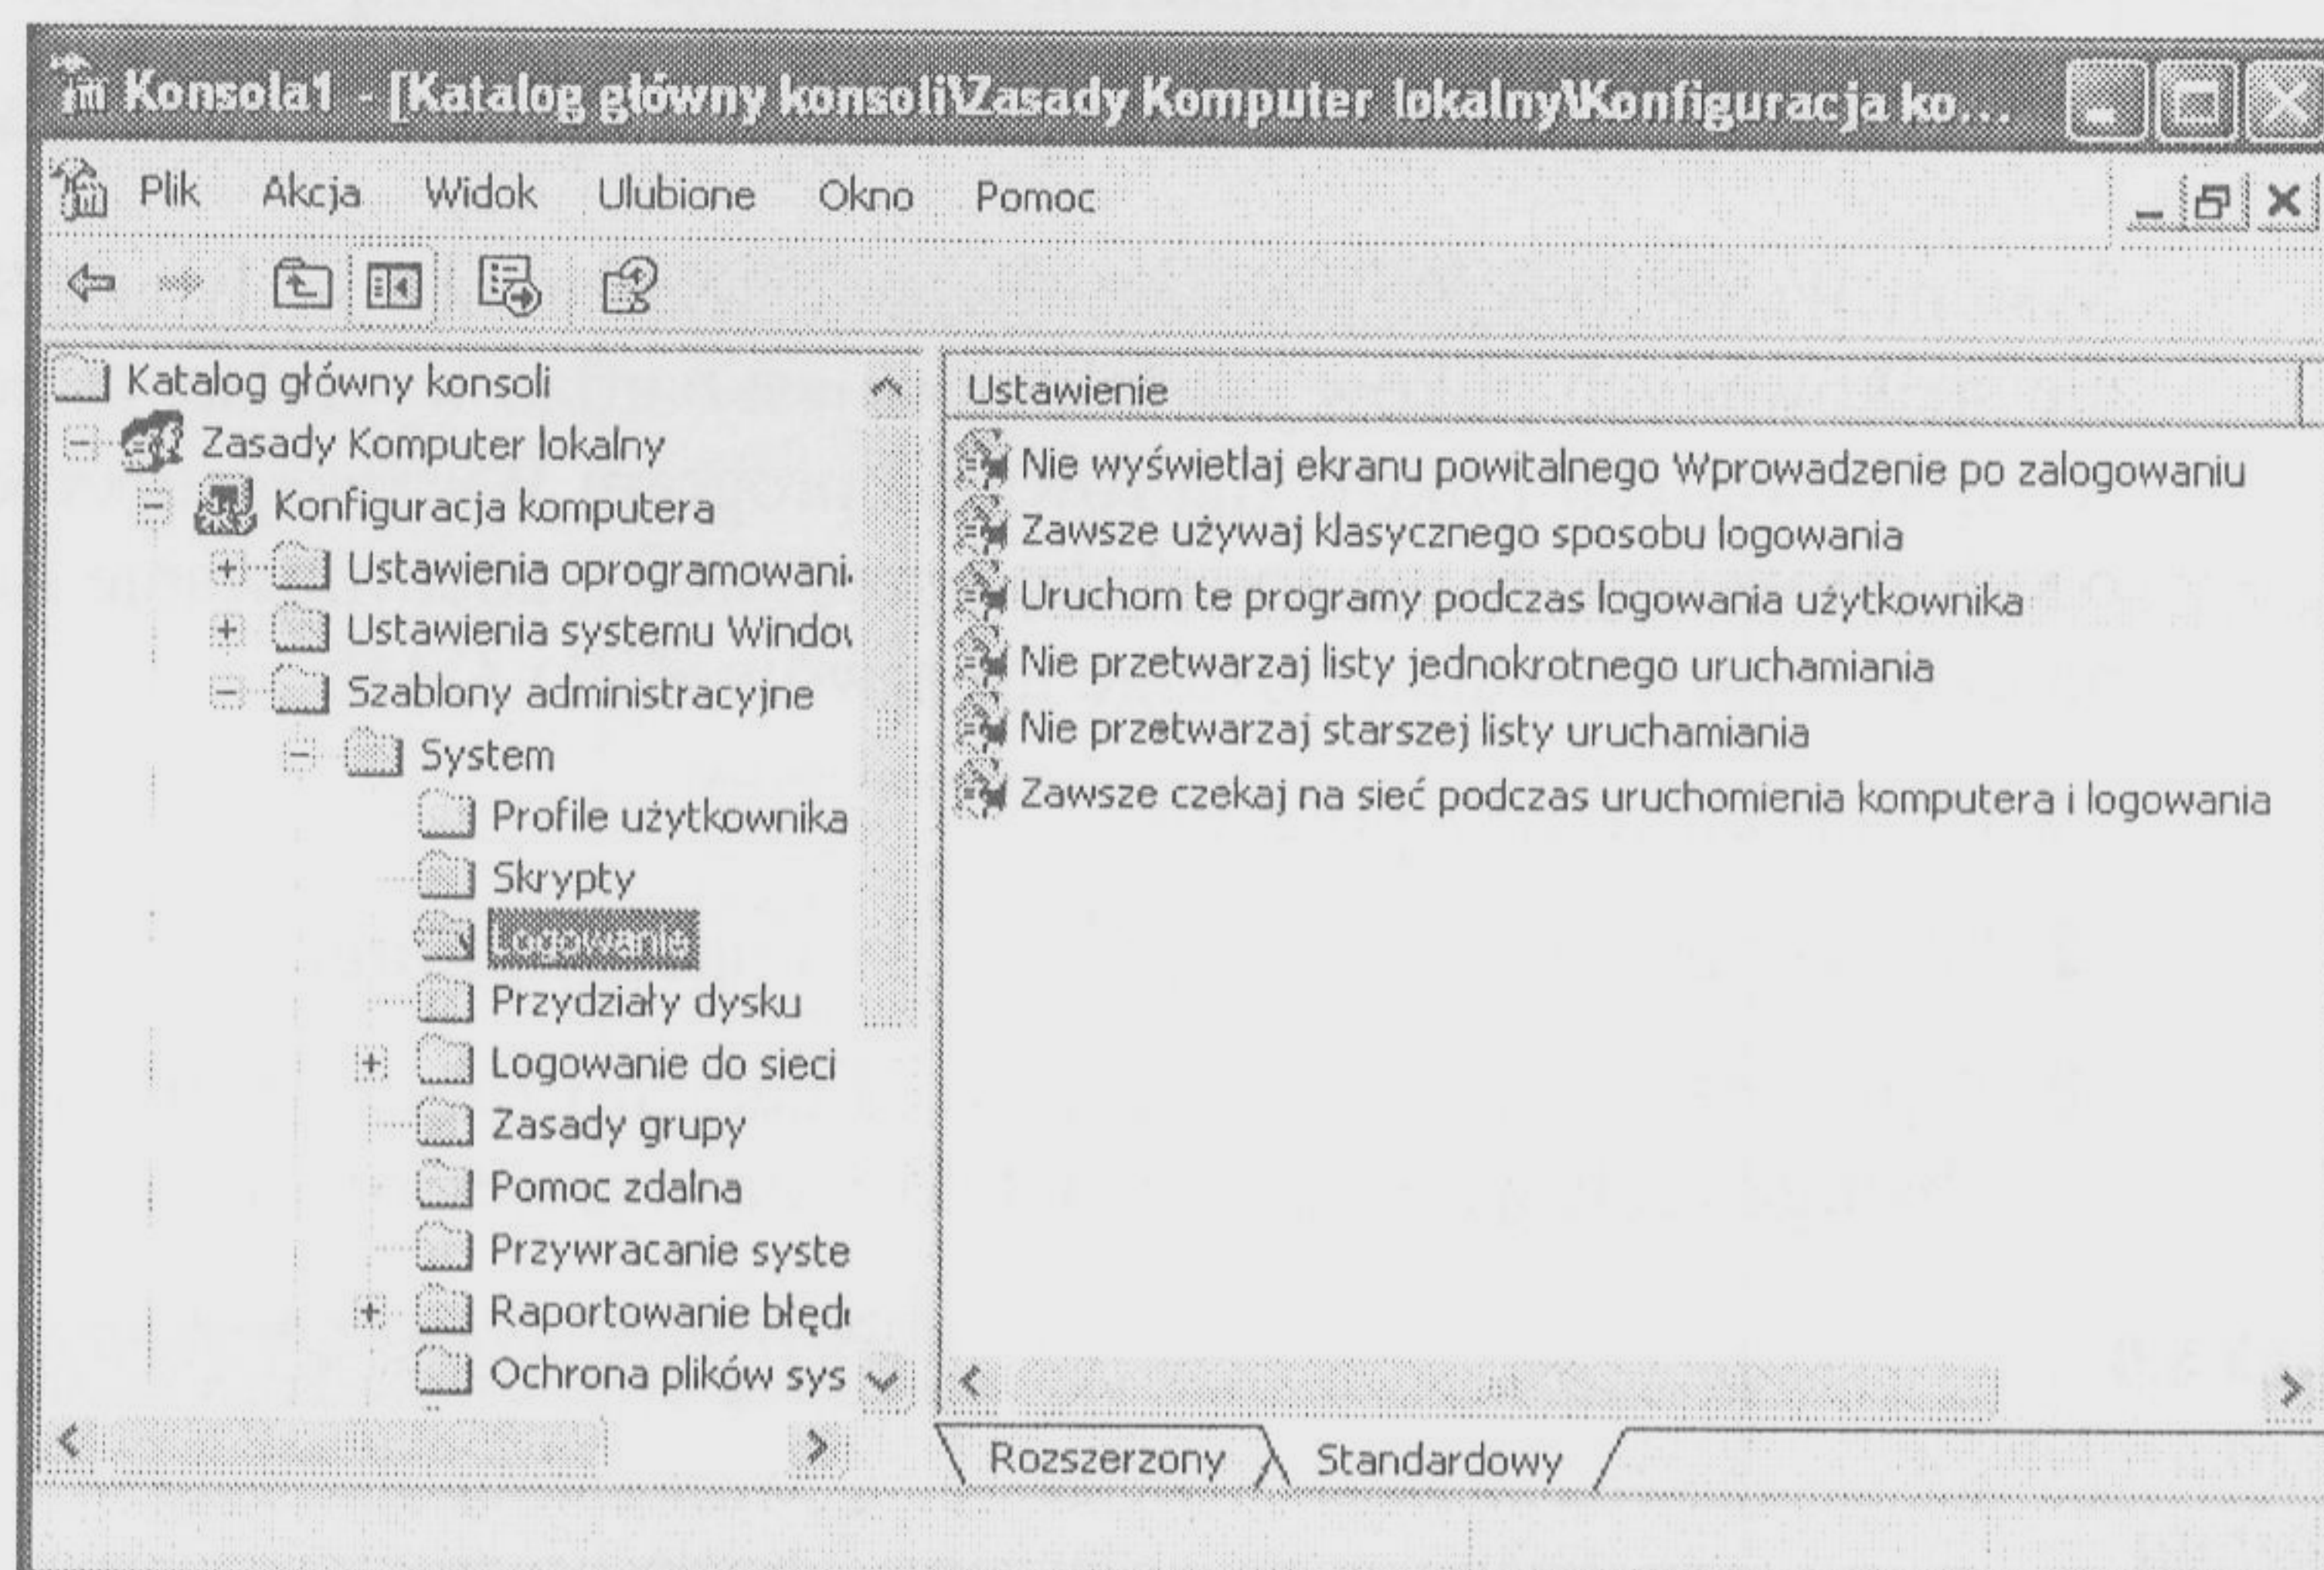 Konsola1 - [Katalog główny konsoli\Zasady Komputer lokalny\Konfiguracja ko...
Plik Akcja Widok Ulubione Okno Pomoc
Katalog główny konsoli
Zasady Komputer lokalny
Konfiguracja komputera
Ustawienia oprogramowani
Ustawienia systemu Window
Szablony administracyjne
System
Profile użytkownika
Skrypty
Logowanie
Przydziały dysku
Logowanie do sieci
Zasady grupy
Pomoc zdalna
Przywracanie syste
Raportowanie błęd
Ochrona plików sys
Ustawienie
Nie wyświetlaj ekranu powitalnego Wprowadzenie po zalogowaniu
Zawsze używaj klasycznego sposobu logowania
Uruchom te programy podczas logowania użytkownika
Nie przetwarzaj listy jednokrotnego uruchamiania
Nie przetwarzaj starszej listy uruchamiania
Zawsze czekaj na sieć podczas uruchomienia komputera i logowania
Rozszerzony Standardowy